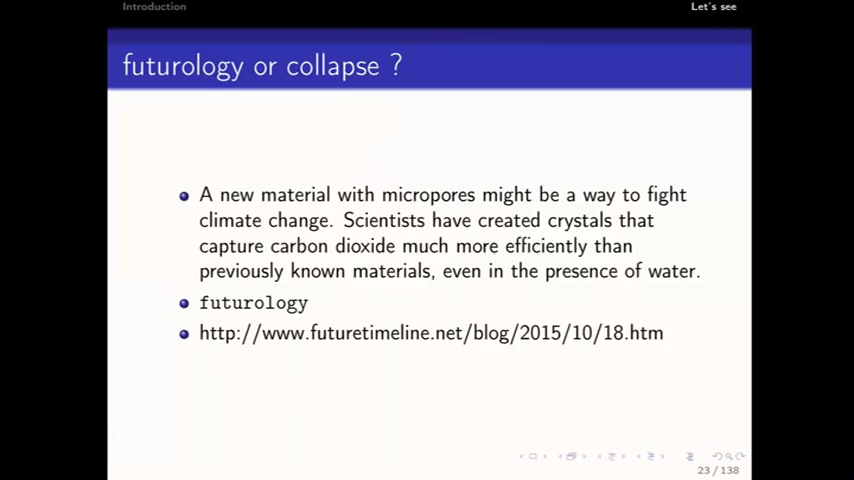 Introduction
Let's see
futurology or collapse ?
A new material with micropores might be a way to fight
climate change. Scientists have created crystals that
capture carbon dioxide much more efficiently than
previously known materials, even in the presence of water.
futurology
http://www.futuretimeline.net/blog/2015/10/18.htm
23 / 138